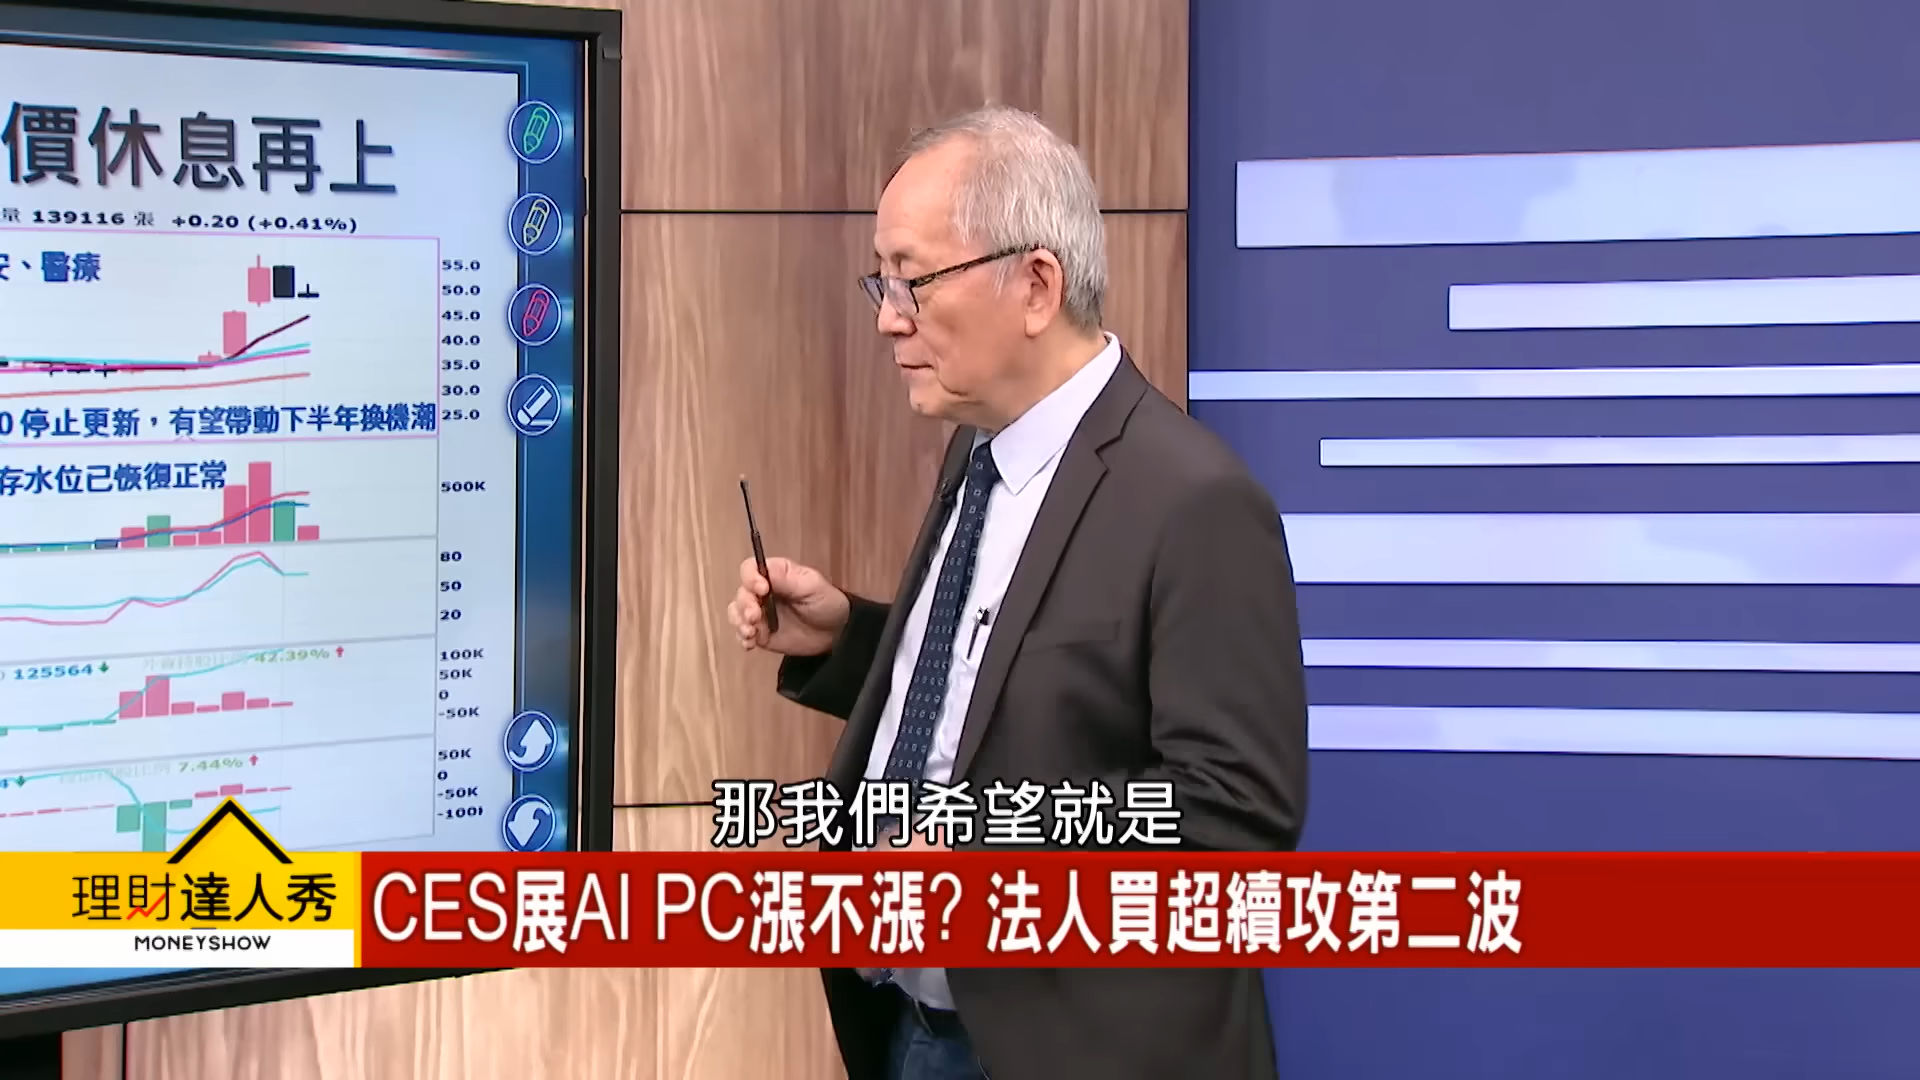 價休息再上
量 139116 張 +0.20 (+0.41%)
安、醫療
55.0
50.0
45.0
40.0
35.0
30.0
25.0
0 停止更新，有望帶動下半年換機潮
存水位已恢復正常
500K
80
50
20
125564
42.39%
100K
50K
0
-50K
7.44%
50K
0
-50K
那我們希望就是
理財達人秀
MONEYSHOW
CES展AI PC漲不漲? 法人買超續攻第二波